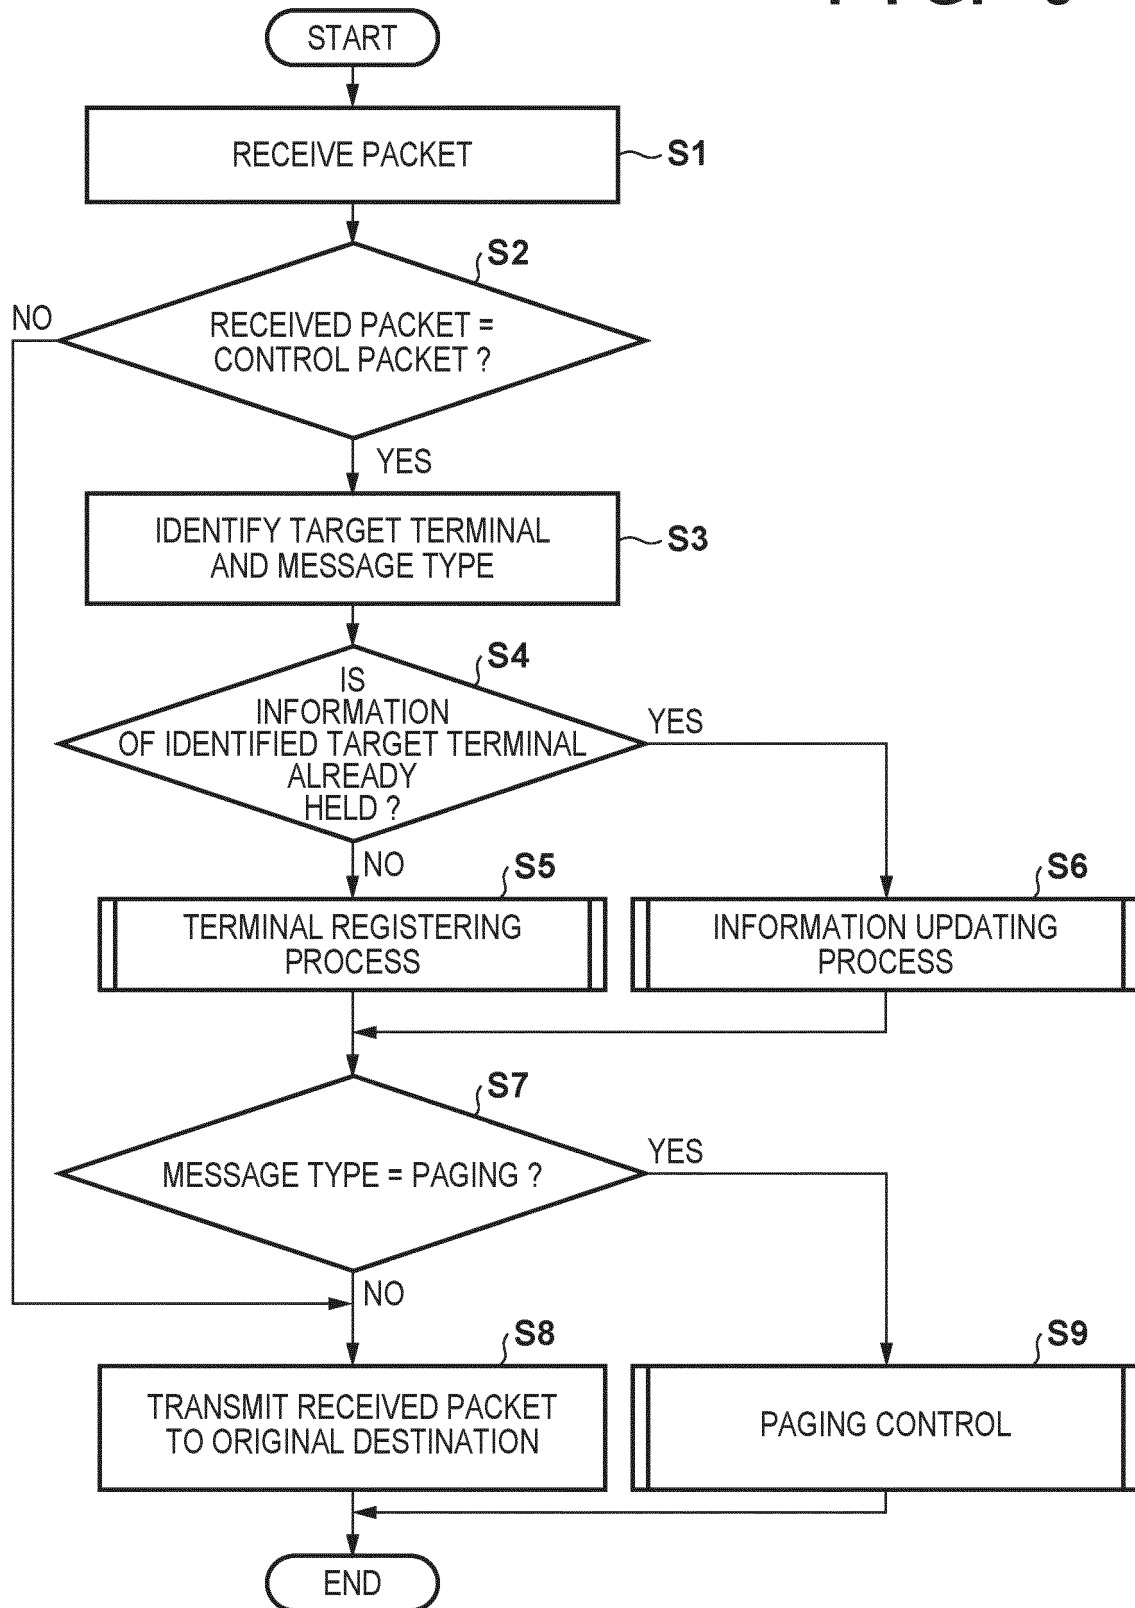 START
RECEIVE PACKET
S1
S2
NO
RECEIVED PACKET =
CONTROL PACKET ?
YES
IDENTIFY TARGET TERMINAL
AND MESSAGE TYPE
S3
S4
IS
INFORMATION
OF IDENTIFIED TARGET TERMINAL
ALREADY
HELD ?
YES
NO
S5
TERMINAL REGISTERING
PROCESS
S6
INFORMATION UPDATING
PROCESS
S7
MESSAGE TYPE = PAGING ?
YES
NO
S8
TRANSMIT RECEIVED PACKET
TO ORIGINAL DESTINATION
S9
PAGING CONTROL
END